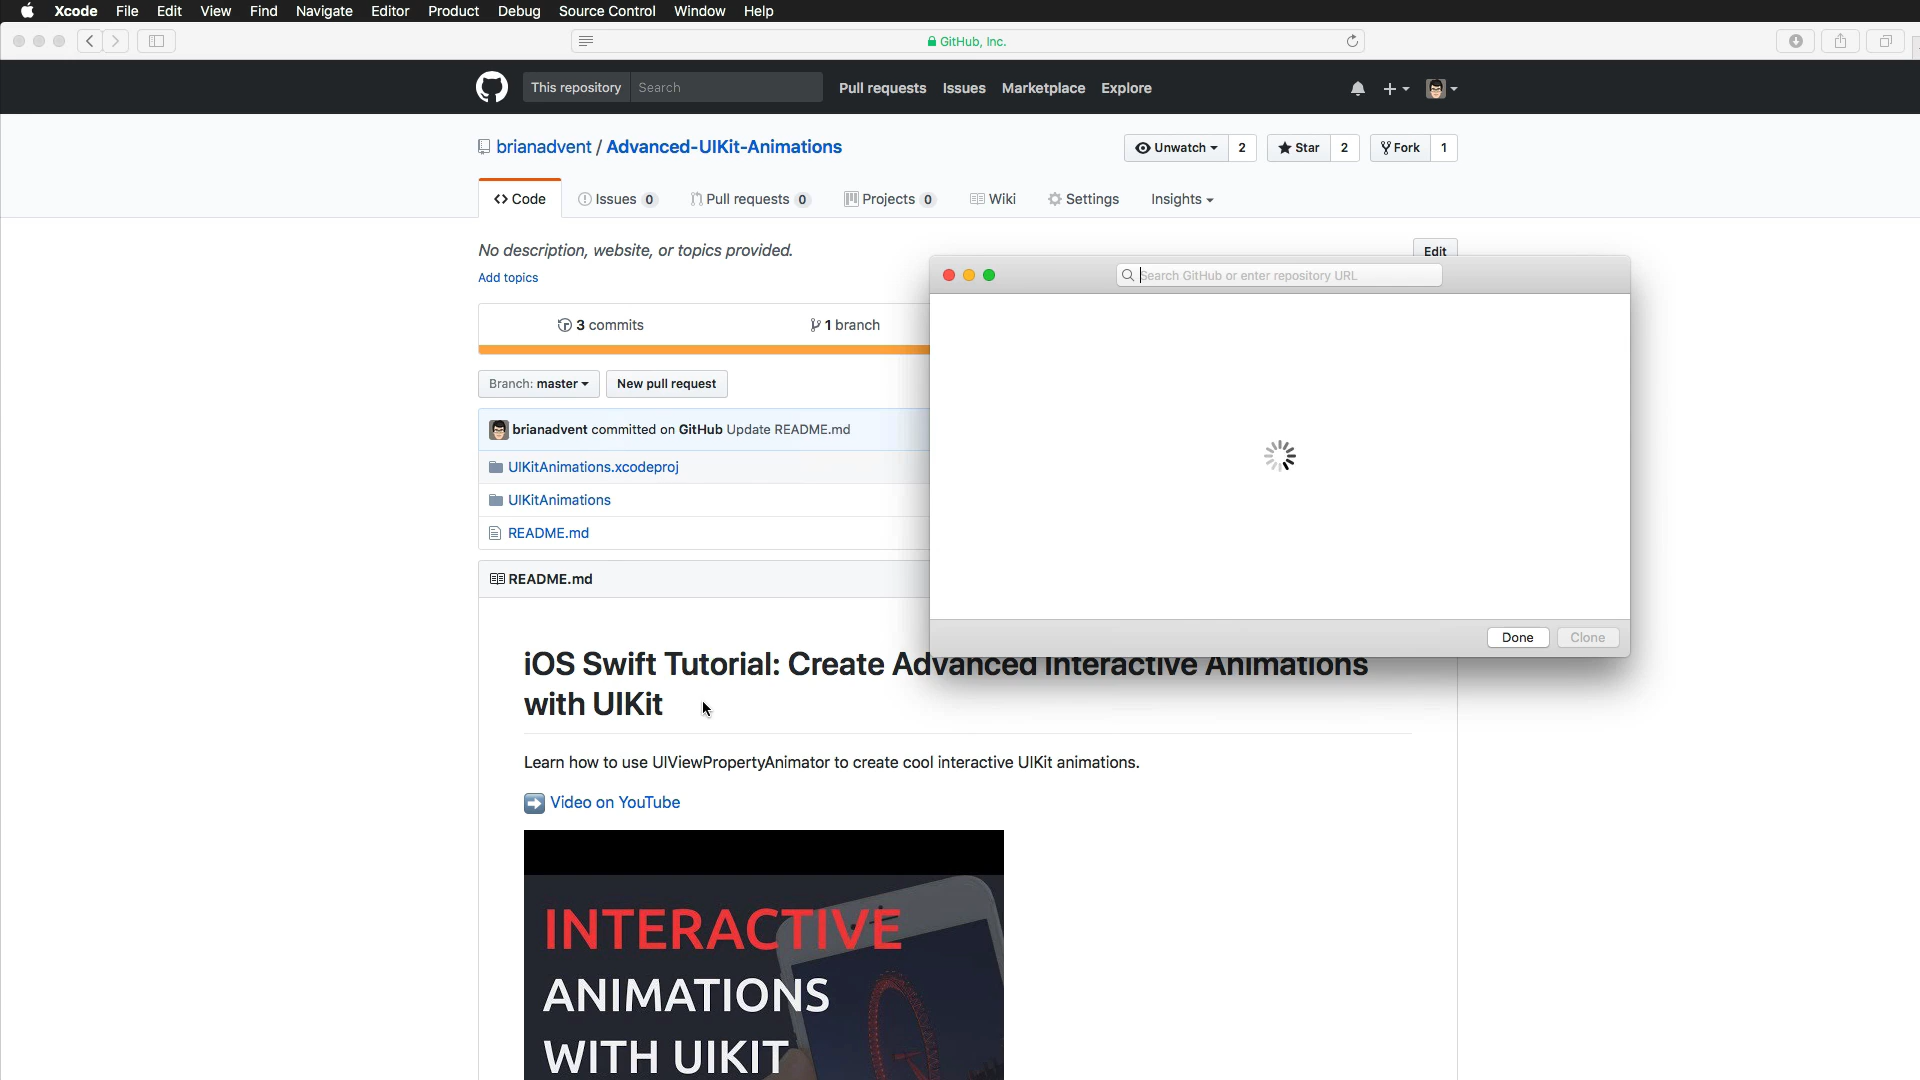 Xcode File Edit View Find Navigate Editor Product Debug Source Control Window Help
GitHub, Inc.
This repository Search Pull requests Issues Marketplace Explore
brianadvent / Advanced-UIKit-Animations
Unwatch 2 Star 2 Fork 1
Code Issues 0 Pull requests 0 Projects 0 Wiki Settings Insights
No description, website, or topics provided.
Edit
Add topics
Search GitHub or enter repository URL
3 commits 1 branch
Branch: master New pull request
brianadvent committed on GitHub Update README.md
UIKitAnimations.xcodeproj
UIKitAnimations
README.md
README.md
Done Clone
iOS Swift Tutorial: Create Advanced Interactive Animations
with UIKit
Learn how to use UIViewPropertyAnimator to create cool interactive UIKit animations.
Video on YouTube
INTERACTIVE
ANIMATIONS
WITH UIKIT